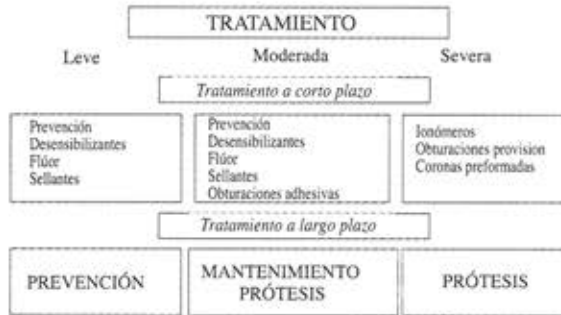 TRATAMIENTO
Leve Moderada Severa
Tratamiento a corto plazo
Prevención
Desensibilizantes
Flúor
Sellantes
Prevención
Desensibilizantes
Flúor
Sellantes
Obturaciones adhesivas
Ionómeros
Obturaciones provision
Coronas preformadas
Tratamiento a largo plazo
PREVENCIÓN
MANTENIMIENTO
PRÓTESIS
PRÓTESIS